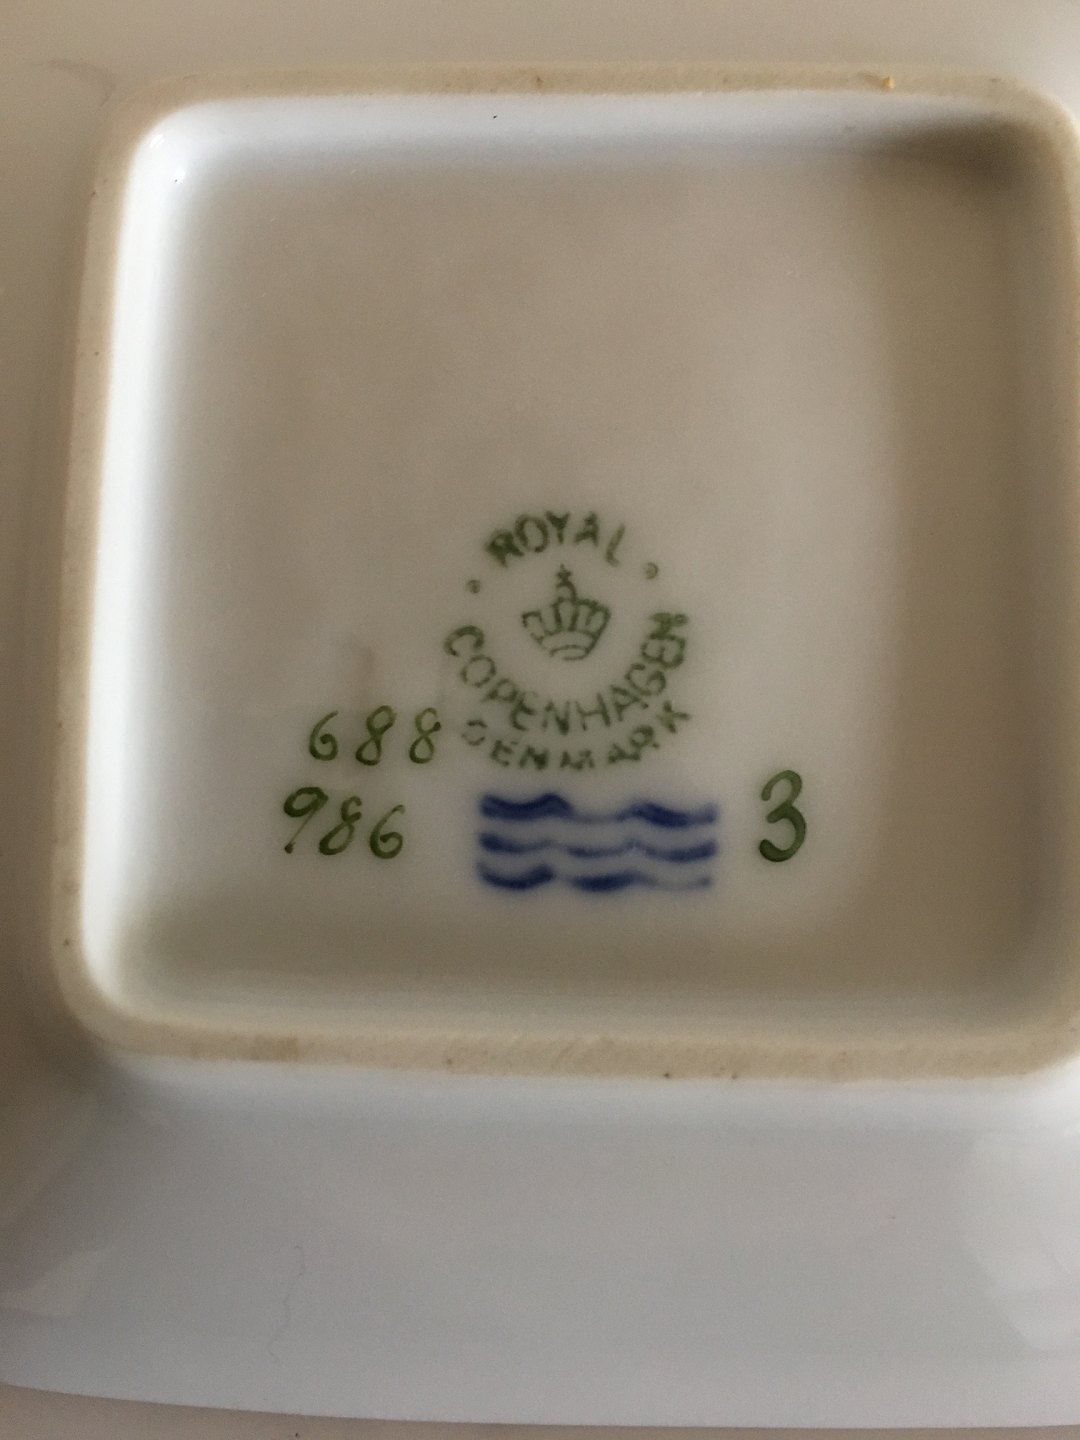 ROYAL
COPENHAGEN
DENMARK
688
986
3